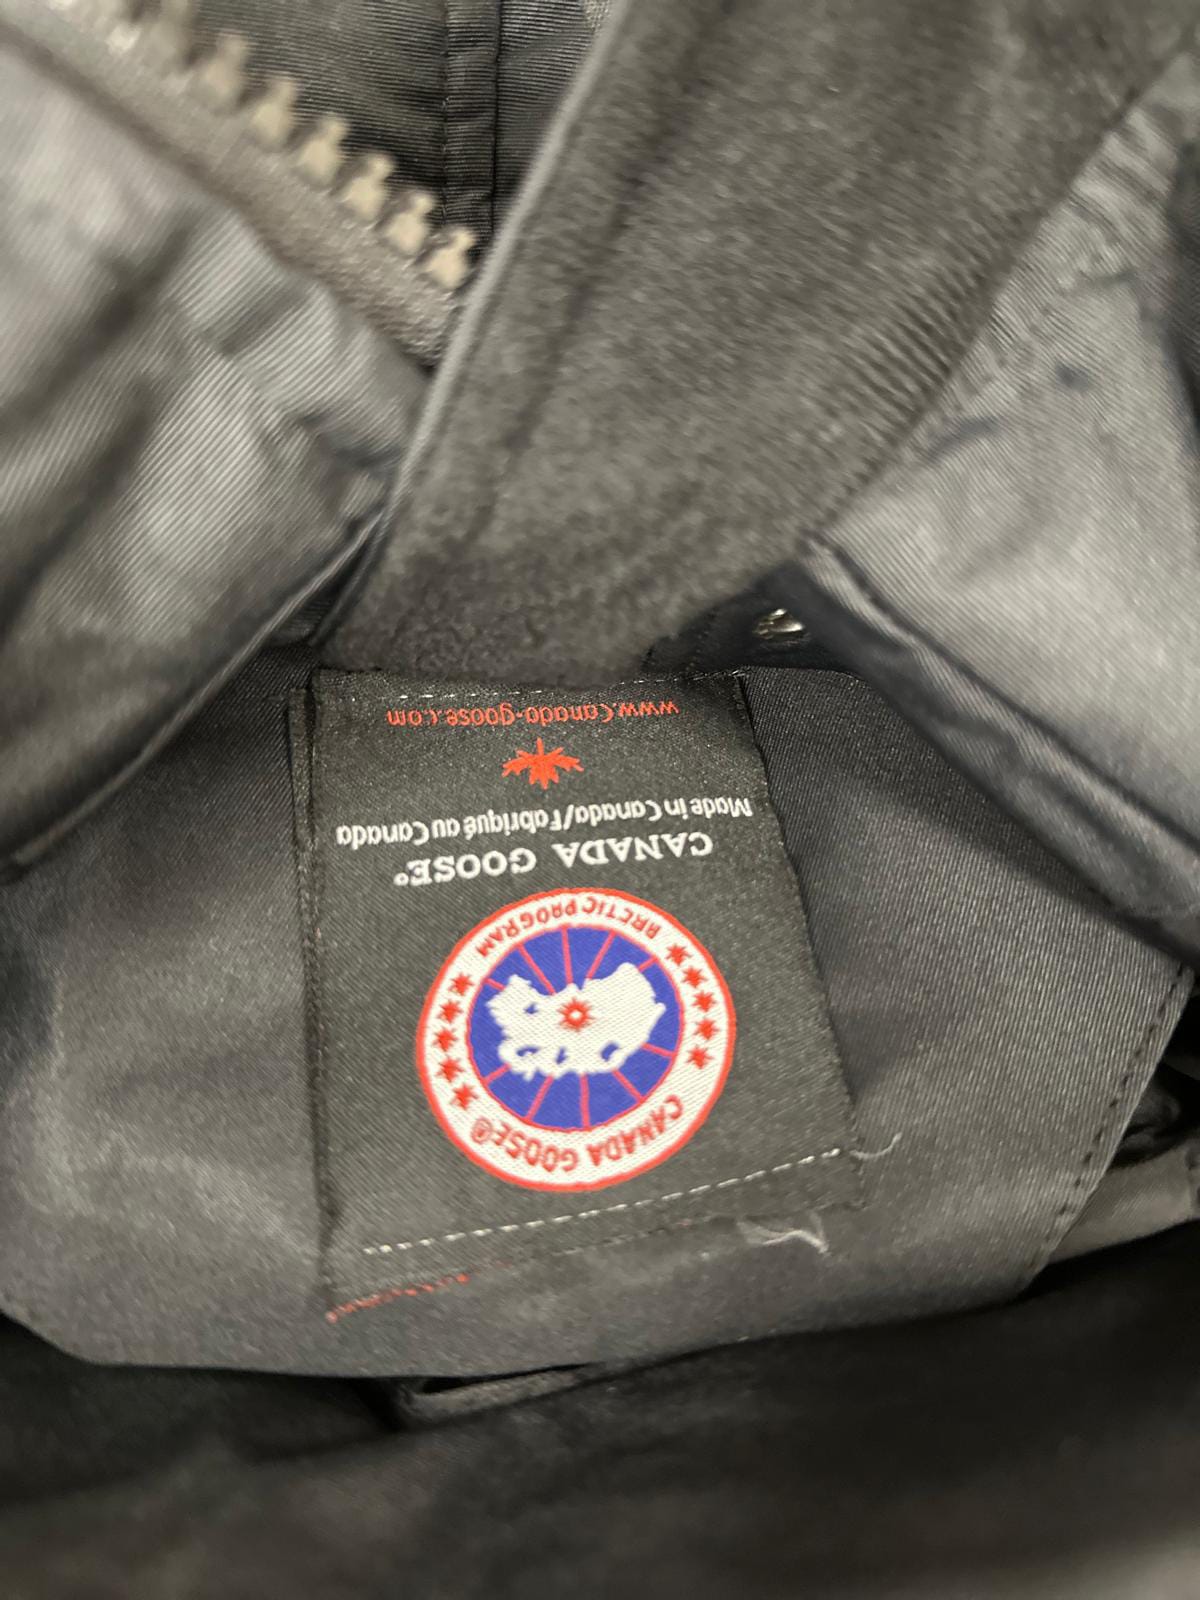 CANADA GOOSE®
ARCTIC PROGRAM
CANADA GOOSE®
Made in Canada/Fabriqué au Canada
www.Canada-goose.com